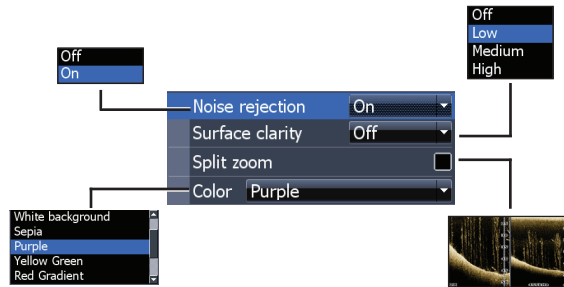 Off
Low
Medium
High
Off
On
Noise rejection On
Surface clarity Off
Split zoom
Color Purple
White background
Sepia
Purple
Yellow Green
Red Gradient